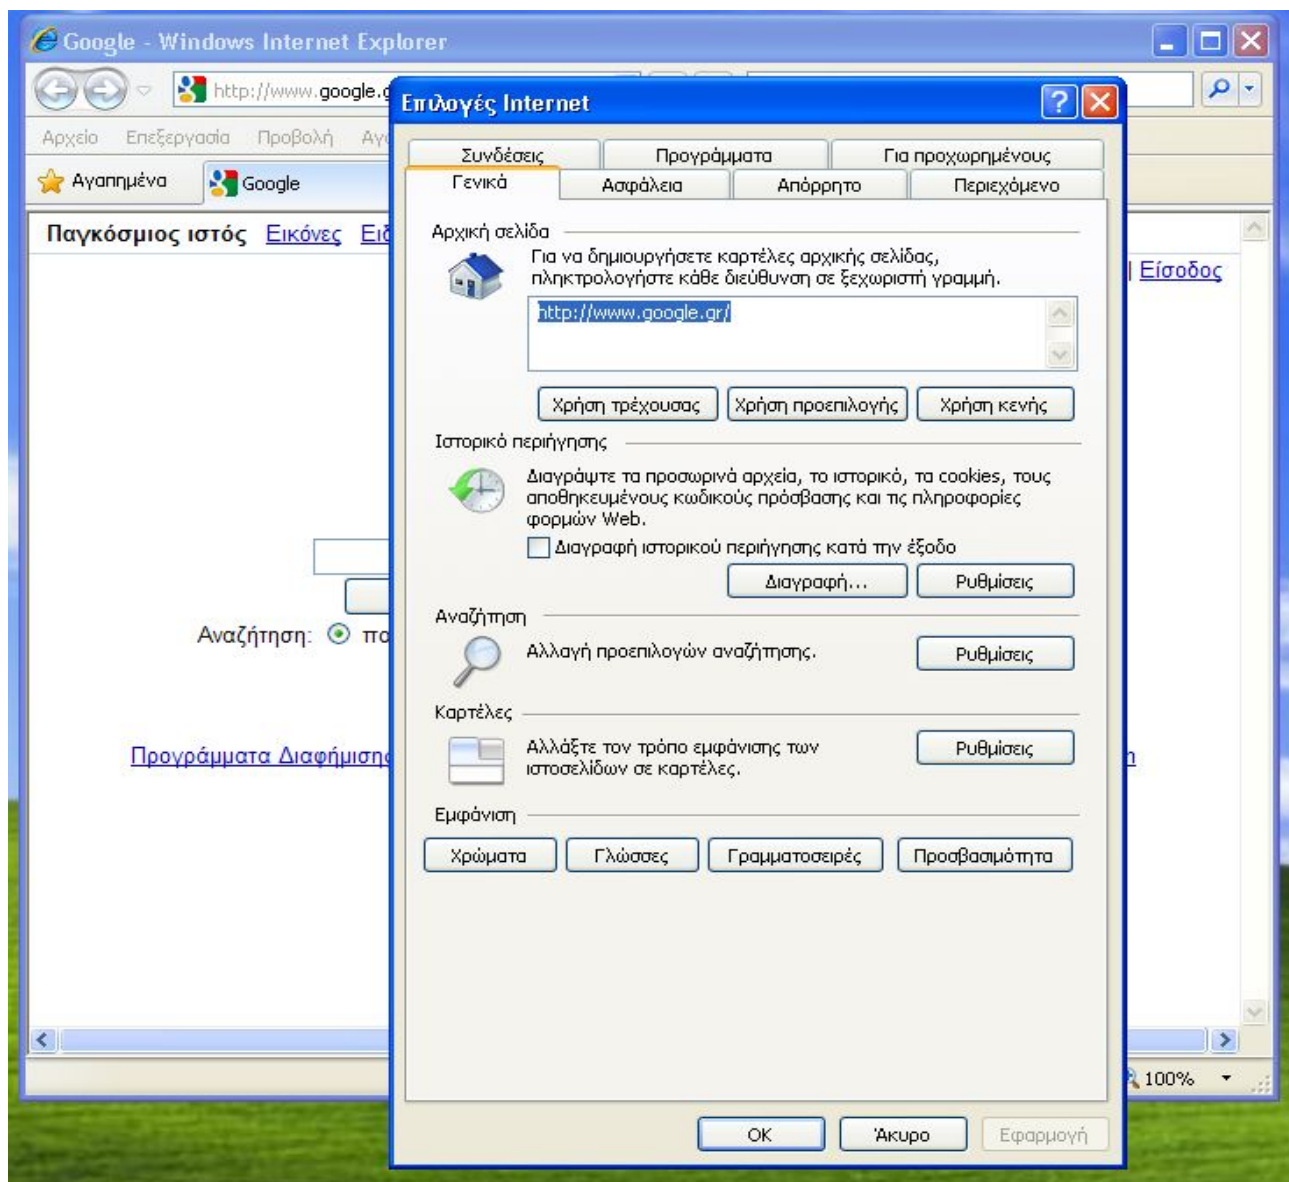 Google - Windows Internet Explorer
http://www.google.g
Επιλογές Internet
Αρχείο Επεξεργασία Προβολή
Αγαπημένα Google
Συνδέσεις Προγράμματα Για προχωρημένους
Γενικά Ασφάλεια Απόρρητο Περιεχόμενο
Παγκόσμιος ιστός Εικόνες
| Είσοδος
Αρχική σελίδα
Για να δημιουργήσετε καρτέλες αρχικής σελίδας,
πληκτρολογήστε κάθε διεύθυνση σε ξεχωριστή γραμμή.
http://www.google.gr/
Χρήση τρέχουσας Χρήση προεπιλογής Χρήση κενής
Ιστορικό περιήγησης
Διαγράψτε τα προσωρινά αρχεία, το ιστορικό, τα cookies, τους
αποθηκευμένους κωδικούς πρόσβασης και τις πληροφορίες
φορμών Web.
Διαγραφή ιστορικού περιήγησης κατά την έξοδο
Διαγραφή... Ρυθμίσεις
Αναζήτηση
Αναζήτηση:
Αλλαγή προεπιλογών αναζήτησης. Ρυθμίσεις
Καρτέλες
Αλλάξτε τον τρόπο εμφάνισης των
ιστοσελίδων σε καρτέλες.
Ρυθμίσεις
Προγράμματα Διαφήμισης
Εμφάνιση
Χρώματα Γλώσσες Γραμματοσειρές Προσβασιμότητα
100%
OK Άκυρο Εφαρμογή